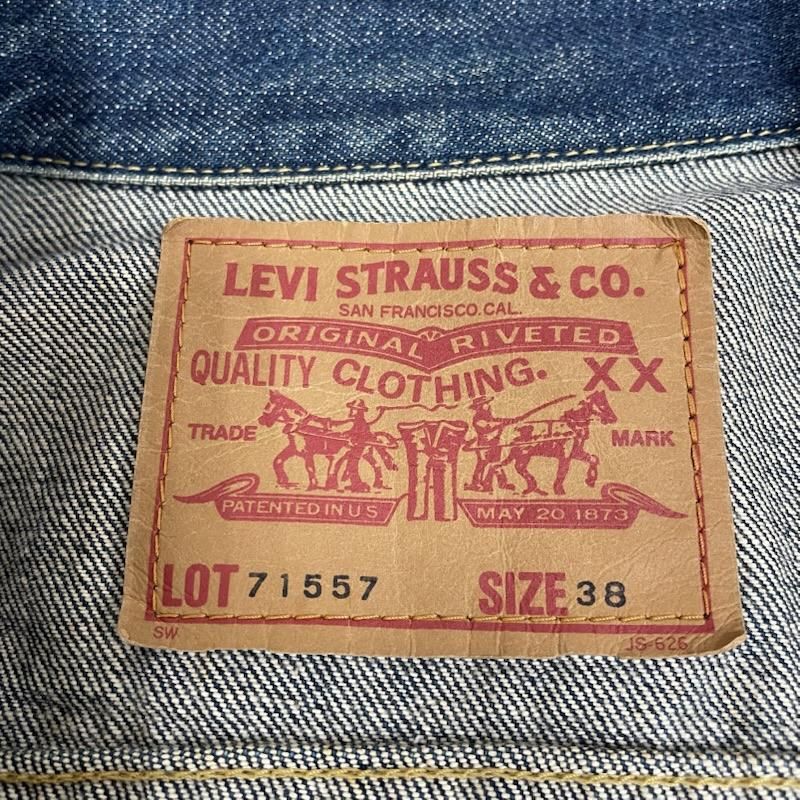 LEVI STRAUSS & CO.
SAN FRANCISCO.CAL.
ORIGINAL RIVETED
QUALITY CLOTHING. XX
TRADE MARK
PATENTED IN U S MAY 20 1873
LOT 71557 SIZE 38
SW JS-626